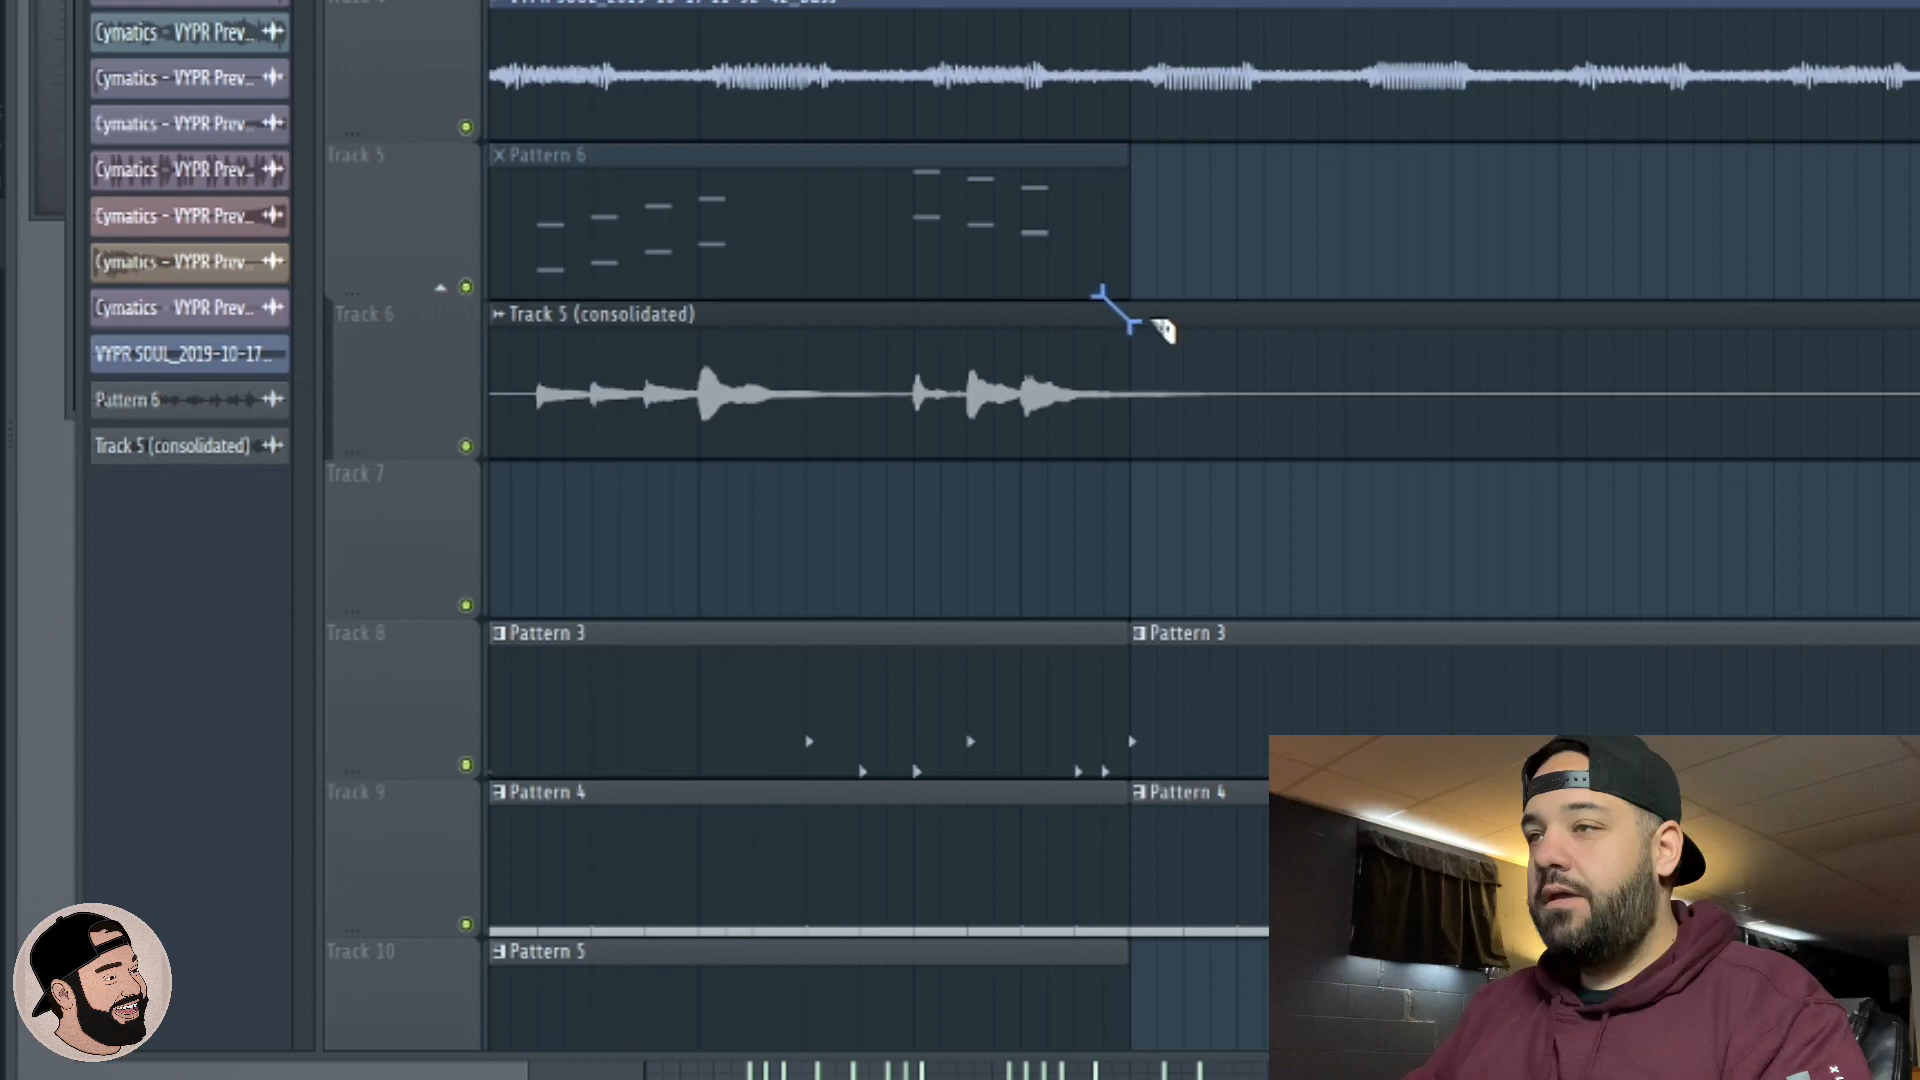 Cymatics - VYPR Prev...
Cymatics - VYPR Prev...
Cymatics - VYPR Prev...
Cymatics - VYPR Prev...
Cymatics - VYPR Prev...
Cymatics - VYPR Prev...
Cymatics - VYPR Prev...
VYPR SOUL_2019-10-17...
Pattern 6
Track 5 (consolidated)
Track 5
Pattern 6
Track 6
Track 5 (consolidated)
Track 7
Track 8
Pattern 3
Pattern 3
Track 9
Pattern 4
Pattern 4
Track 10
Pattern 5